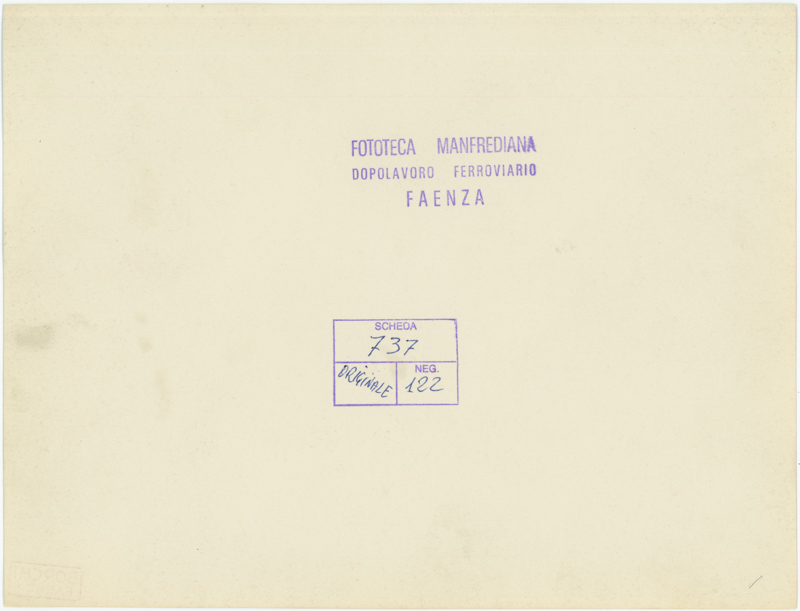 FOTOTECA MANFREDIANA
DOPOLAVORO FERROVIARIO
FAENZA
SCHEDA
737
ORIGINALE
NEG.
122